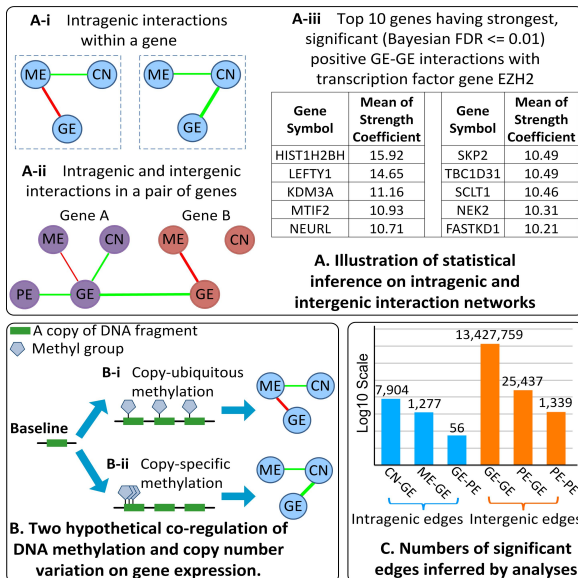 A-i Intragenic interactions
within a gene
ME CN
GE
ME CN
GE
A-ii Intragenic and intergenic
interactions in a pair of genes
Gene A Gene B
ME CN ME CN
PE GE GE
A-iii Top 10 genes having strongest,
significant (Bayesian FDR <= 0.01)
positive GE-GE interactions with
transcription factor gene EZH2
Gene Symbol Mean of Strength Coefficient Gene Symbol Mean of Strength Coefficient
HIST1H2BH 15.92 SKP2 10.49
LEFTY1 14.65 TBC1D31 10.49
KDM3A 11.16 SCLT1 10.46
MTIF2 10.93 NEK2 10.31
NEURL 10.71 FASTKD1 10.21
A. Illustration of statistical
inference on intragenic and
intergenic interaction networks
A copy of DNA fragment
Methyl group
B-i Copy-ubiquitous
methylation
ME CN
GE
Baseline
B-ii Copy-specific
methylation
ME CN
GE
B. Two hypothetical co-regulation of
DNA methylation and copy number
variation on gene expression.
Log10 Scale
7,904
1,277
56
13,427,759
25,437
1,339
CN-GE
ME-GE
GE-PE
GE-GE
PE-GE
PE-PE
Intragenic edges Intergenic edges
C. Numbers of significant
edges inferred by analyses